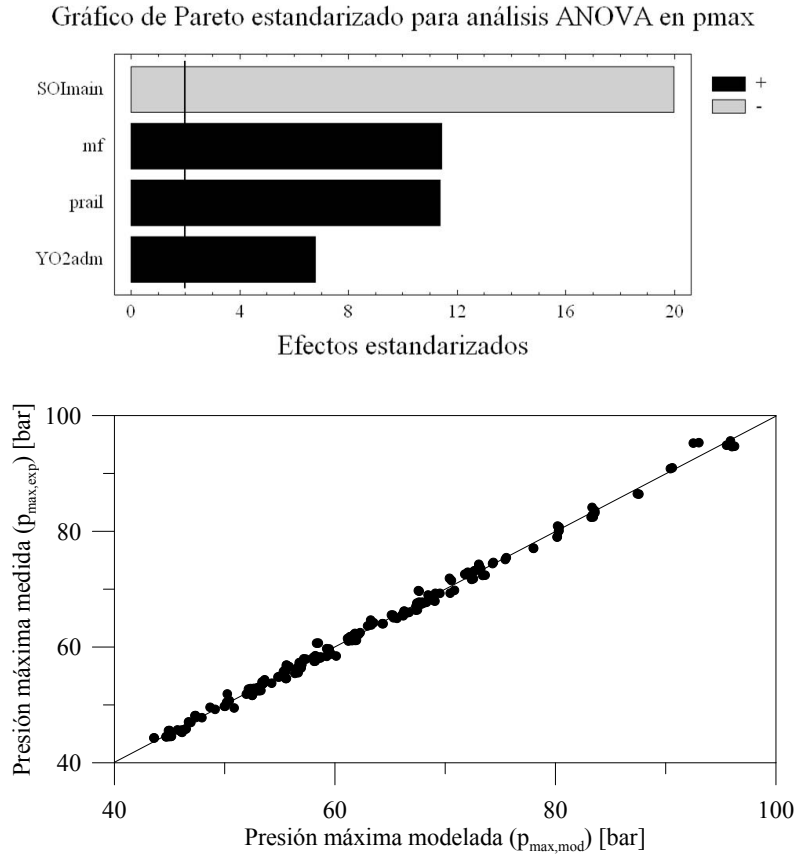 Gráfico de Pareto estandarizado para análisis ANOVA en pmax
SOImain
mf
prail
YO2adm
+
-
0 4 8 12 16 20
Efectos estandarizados
100
80
60
40
Presión máxima medida (pmax,exp) [bar]
40 60 80 100
Presión máxima modelada (pmax,mod) [bar]